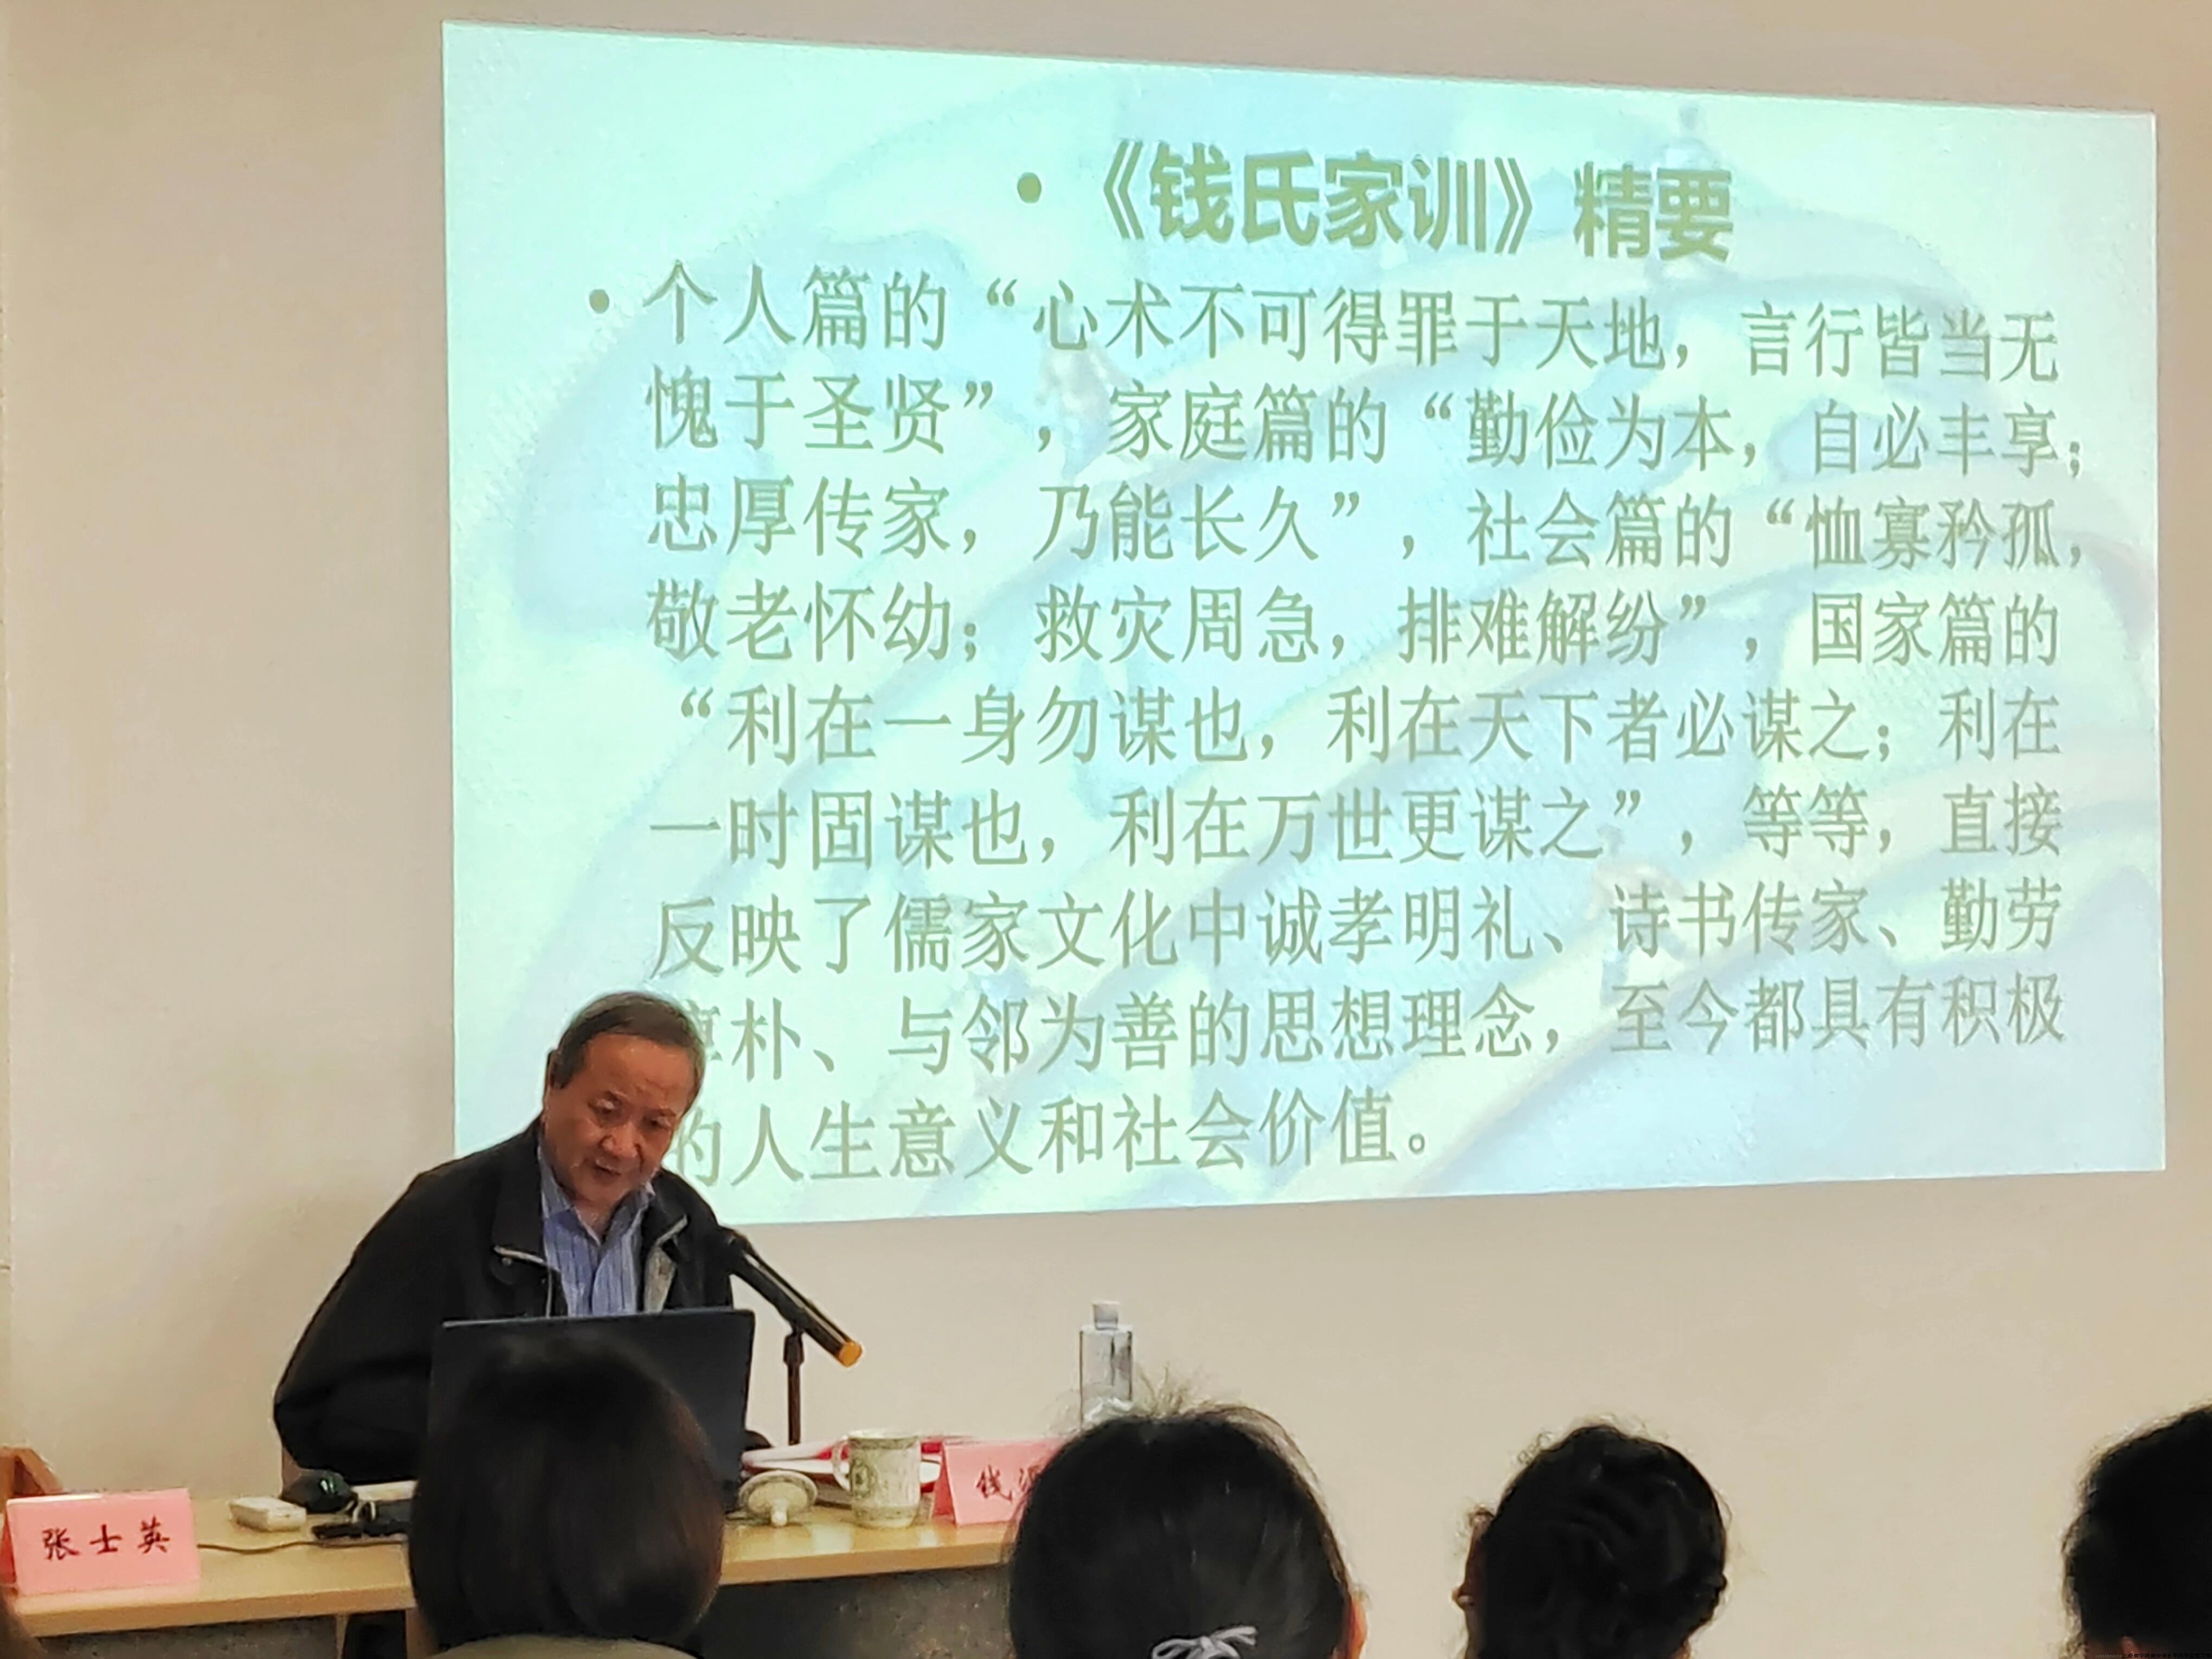 • 《钱氏家训》精要
• 个人篇的“心术不可得罪于天地，言行皆当无
愧于圣贤”，家庭篇的“勤俭为本，自必丰享；
忠厚传家，乃能长久”，社会篇的“恤寡矜孤，
敬老怀幼；救灾周急，排难解纷”，国家篇的
“利在一身勿谋也，利在天下者必谋之；利在
一时固谋也，利在万世更谋之”，等等，直接
反映了儒家文化中诚孝明礼、诗书传家、勤劳
朴、与邻为善的思想理念，至今都具有积极
的人生意义和社会价值。
张士英
钱